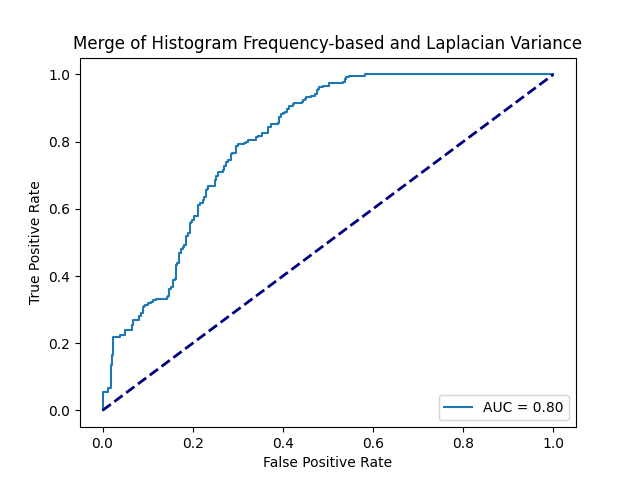 Merge of Histogram Frequency-based and Laplacian Variance
1.0
0.8
0.6
0.4
0.2
0.0
True Positive Rate
AUC = 0.80
0.0 0.2 0.4 0.6 0.8 1.0
False Positive Rate